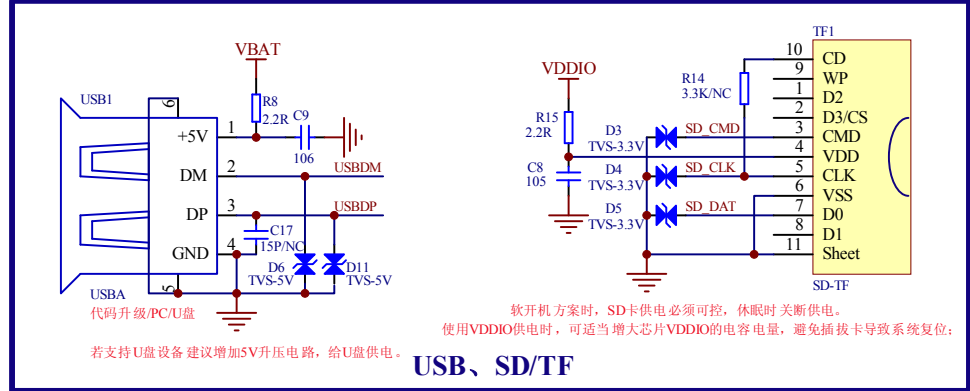 VBAT
USB1
6
R8
2.2R
C9
106
+5V
1
DM
2
USBDM
DP
3
USBDP
C17
15P/NC
GND
4
D6
TVS-5V
D11
TVS-5V
5
USBA
代码升级/PC/U盘
若支持U盘设备建议增加5V升压电路，给U盘供电。
VDDIO
R15
2.2R
C8
105
D3
TVS-3.3V
D4
TVS-3.3V
D5
TVS-3.3V
SD_CMD
SD_CLK
SD_DAT
R14
3.3K/NC
TF1
10 CD
9 WP
1 D2
2 D3/CS
3 CMD
4 VDD
5 CLK
6 VSS
7 D0
8 D1
11 Sheet
SD-TF
软开机方案时，SD卡供电必须可控，休眠时关断供电。
使用VDDIO供电时，可适当增大芯片VDDIO的电容电量，避免插拔卡导致系统复位；
USB、SD/TF